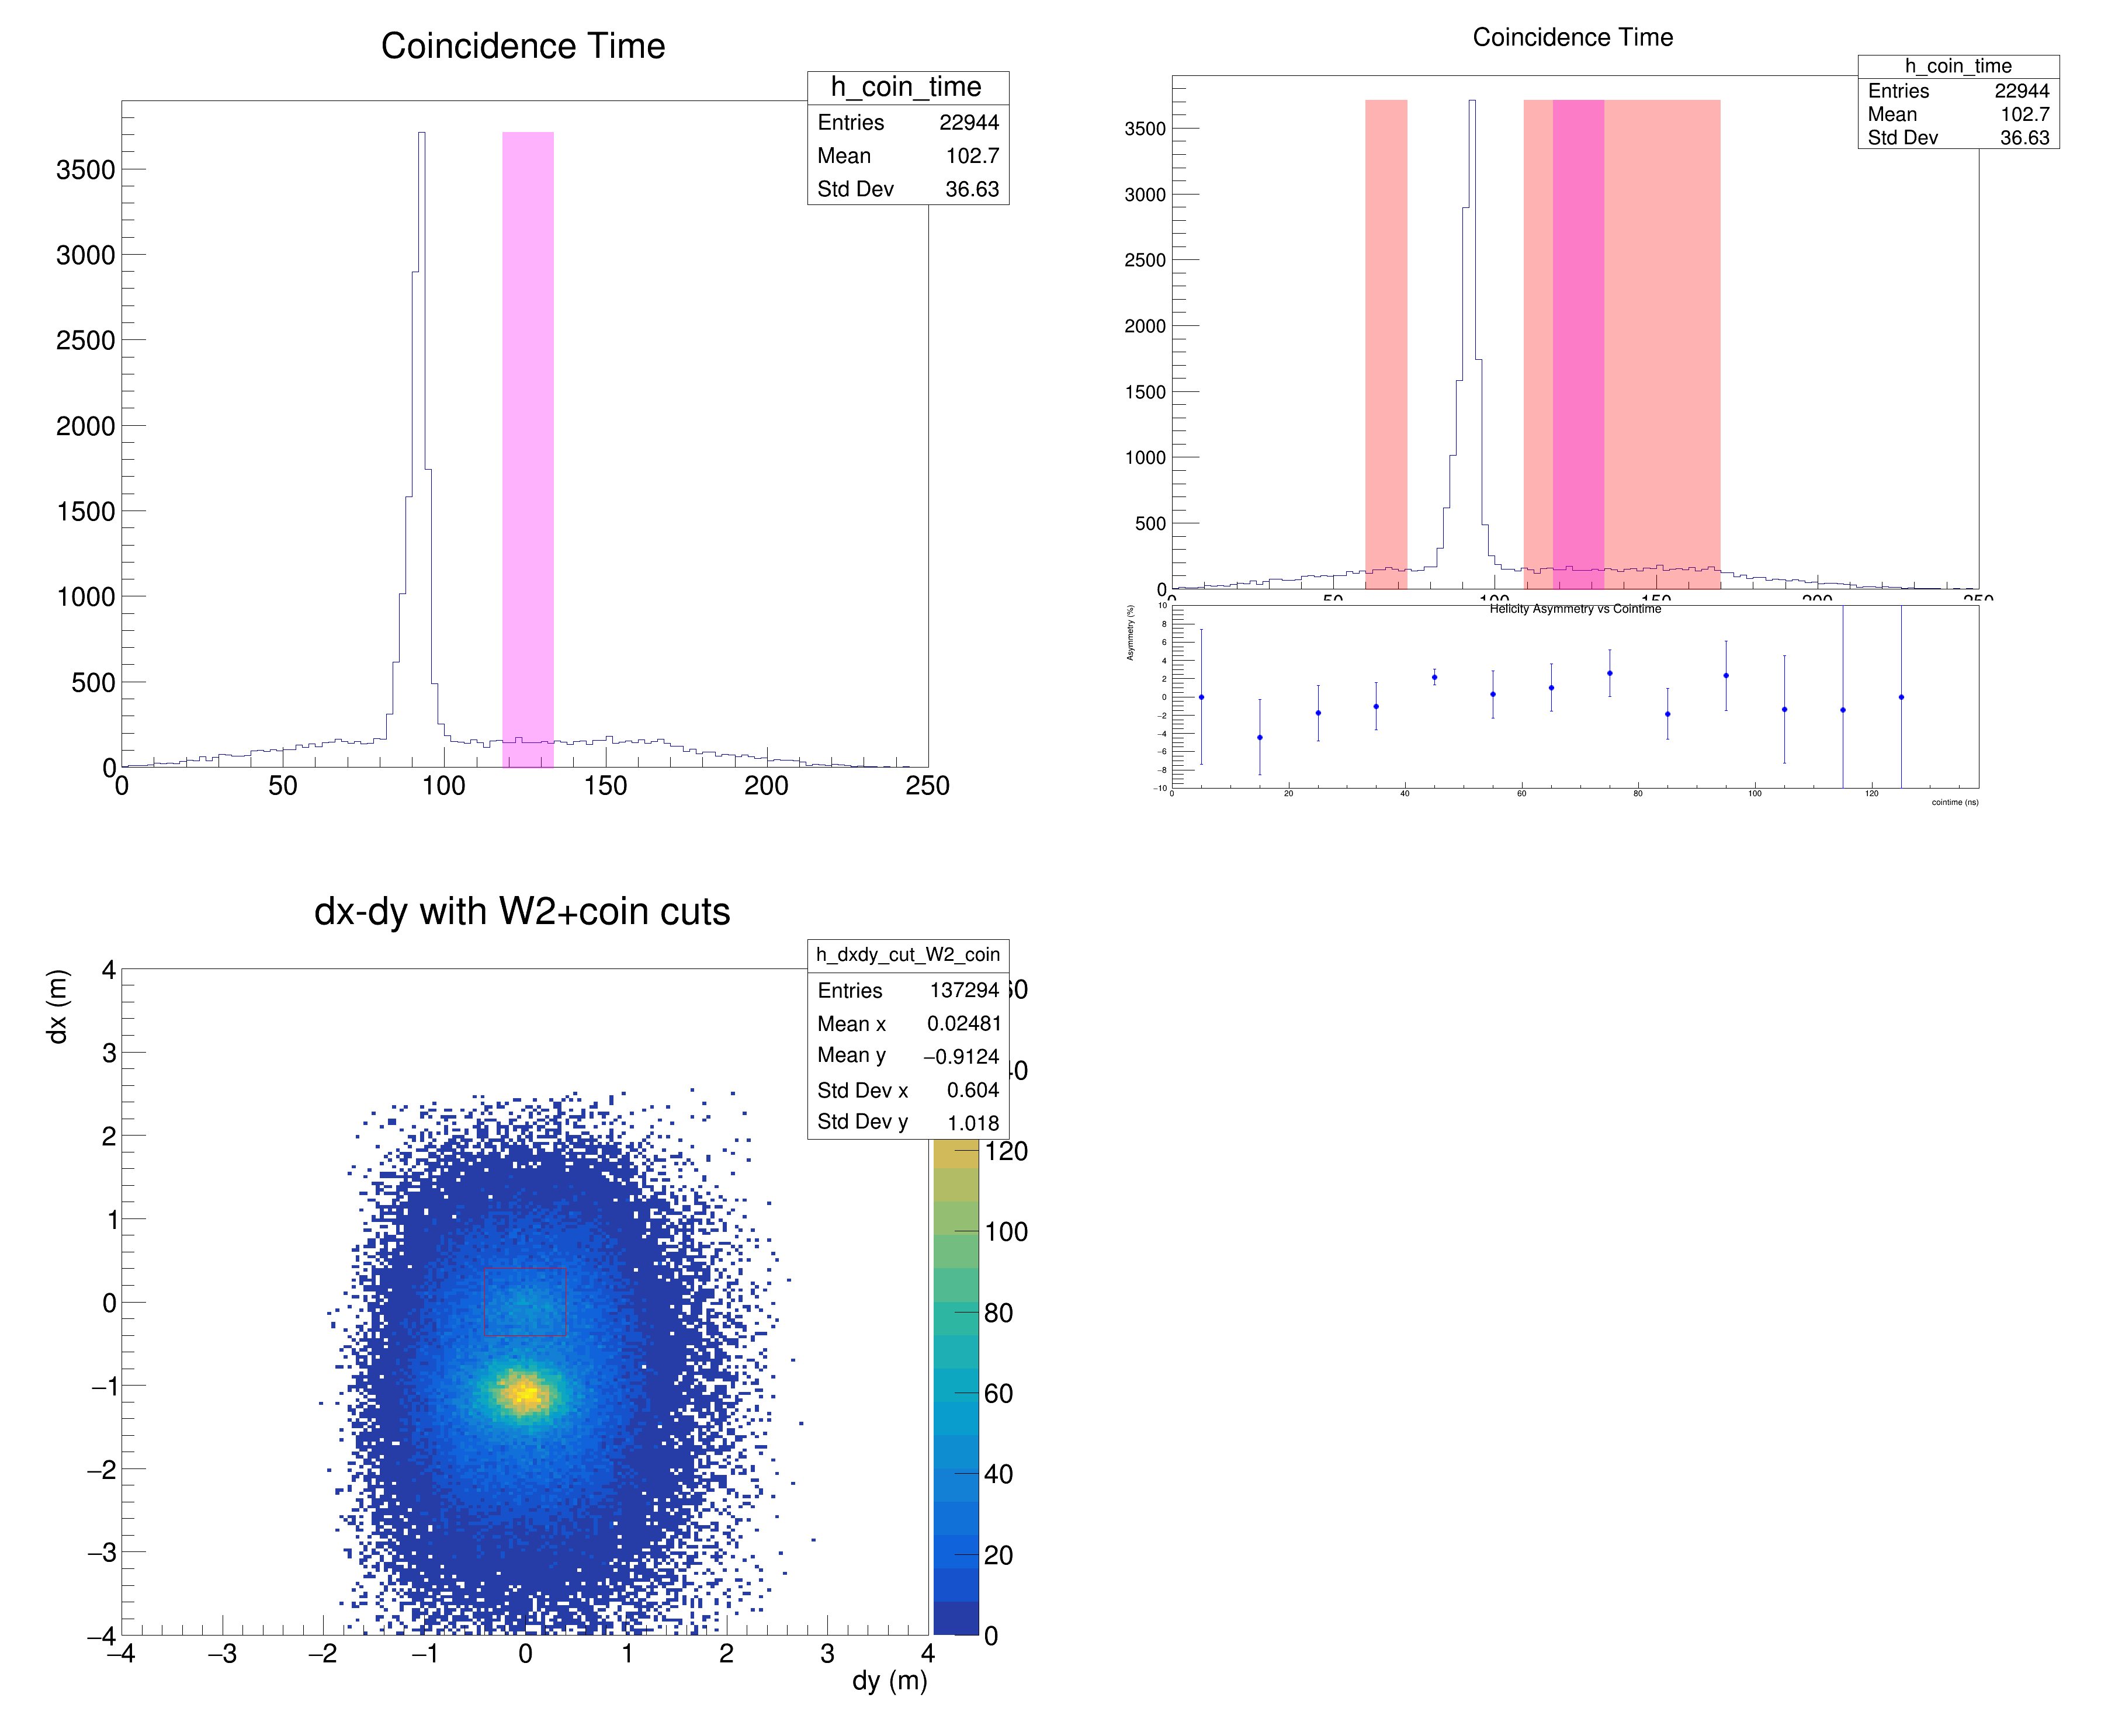 Coincidence Time
h_coin_time
Entries 22944
Mean 102.7
Std Dev 36.63
3500
3000
2500
2000
1500
1000
500
0
0 50 100 150 200 250
Coincidence Time
h_coin_time
Entries 22944
Mean 102.7
Std Dev 36.63
3500
3000
2500
2000
1500
1000
500
0
Helicity Asymmetry vs Cointime
Asymmetry (%)
10
8
6
4
2
0
−2
−4
−6
−8
−10
0 20 40 60 80 100 120
cointime (ns)
dx-dy with W2+coin cuts
h_dxdy_cut_W2_coin
Entries 137294
Mean x 0.02481
Mean y −0.9124
Std Dev x 0.604
Std Dev y 1.018
dx (m)
4
3
2
1
0
−1
−2
−3
−4
−4 −3 −2 −1 0 1 2 3 4
dy (m)
120
100
80
60
40
20
0